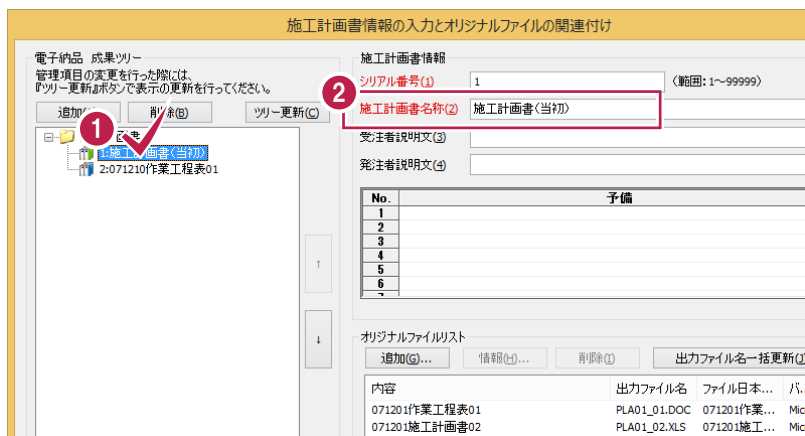 施工計画書情報の入力とオリジナルファイルの関連付け
電子納品 成果ツリー
管理項目の変更を行った際には、
『ツリー更新』ボタンで表示の更新を行ってください。
追加
削除(B)
ツリー更新(C)
1
1:施工計画書(当初)
2:071210作業工程表01
↑
↓
施工計画書情報
シリアル番号(1) 1 (範囲:1~99999)
2
施工計画書名称(2) 施工計画書(当初)
受注者説明文(3)
発注者説明文(4)
No. 予備
1
2
3
4
5
6
オリジナルファイルリスト
追加(G)... 情報(H)... 削除(I) 出力ファイル名一括更新(J)
内容 出力ファイル名 ファイル日本... パ...
071201作業工程表01 PLA01_01.DOC 071201作業... Mic
071201施工計画書02 PLA01_02.XLS 071201施工... Mic